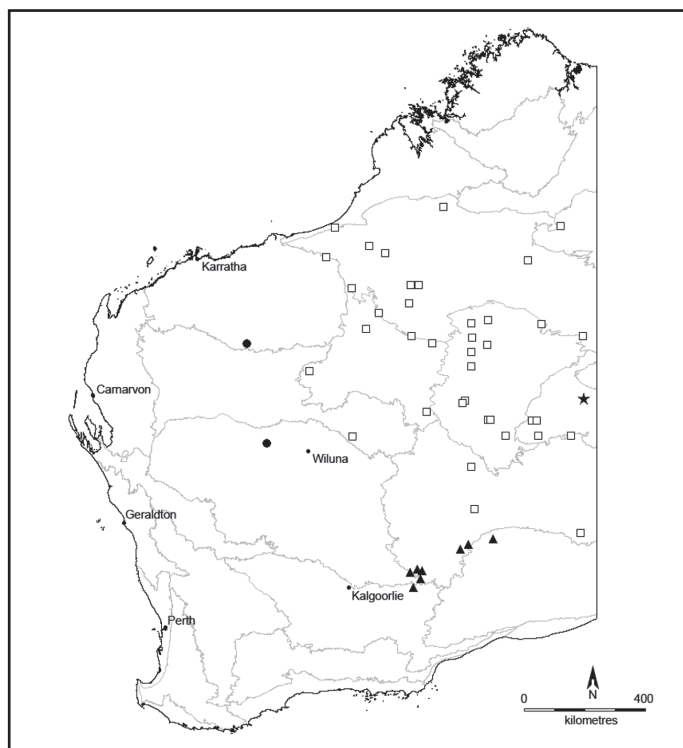 Karratha
Carnarvon
Wiluna
Geraldton
Kalgoorlie
Perth
N
0 400
kilometres